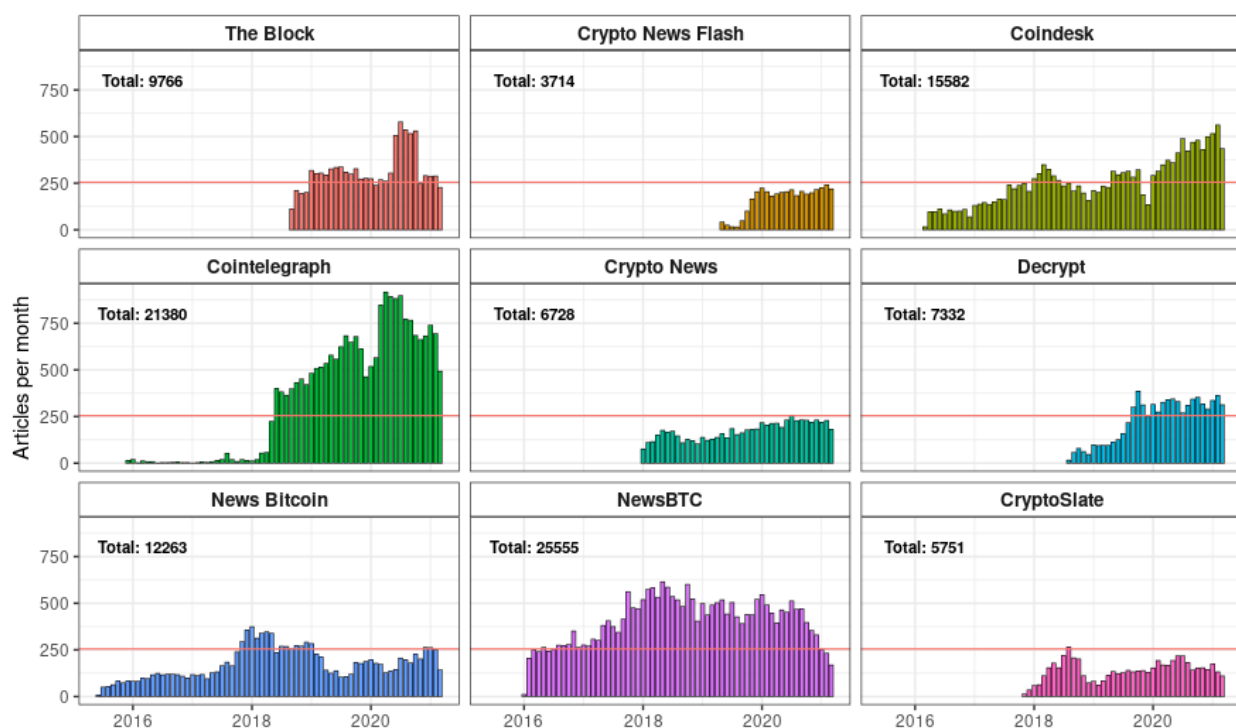 The Block
Crypto News Flash
Coindesk
Total: 9766
Total: 3714
Total: 15582
750
500
250
0
Cointelegraph
Crypto News
Decrypt
Total: 21380
Total: 6728
Total: 7332
750
500
250
0
Articles per month
News Bitcoin
NewsBTC
CryptoSlate
Total: 12263
Total: 25555
Total: 5751
750
500
250
0
2016 2018 2020
2016 2018 2020
2016 2018 2020